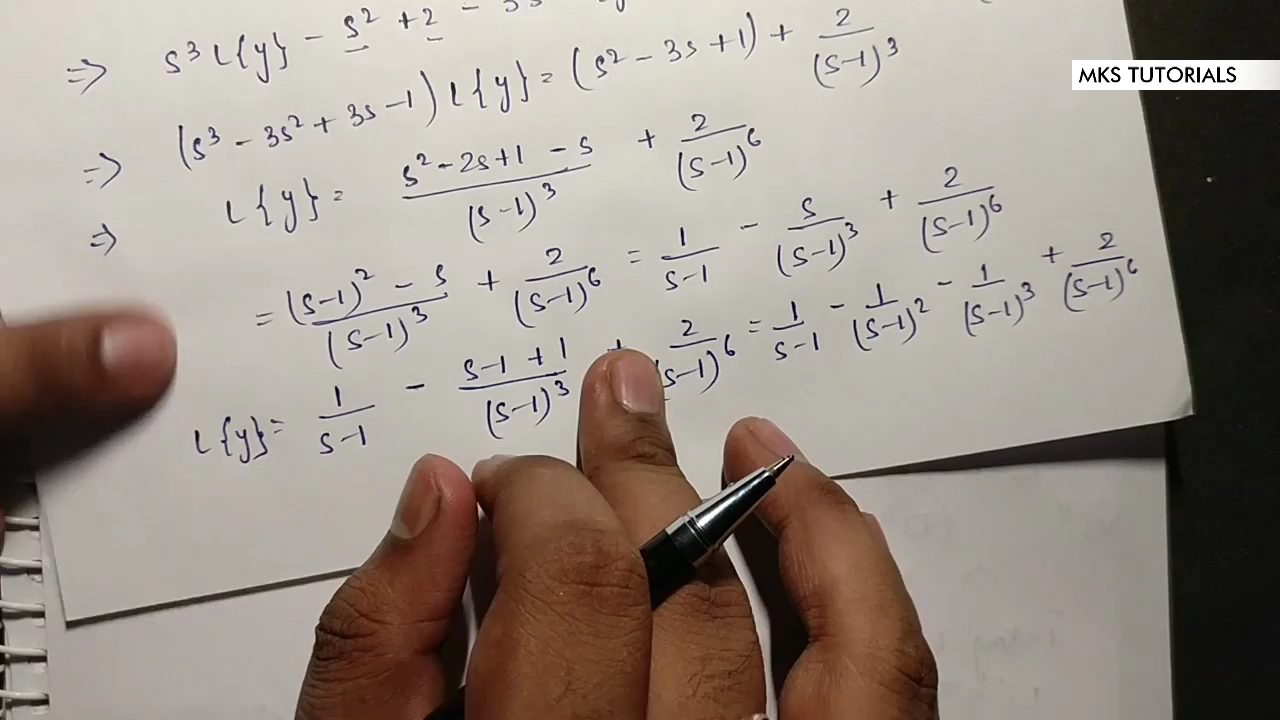 MKS TUTORIALS
⇒ s³ L{y} - s² + 2 -
⇒ (s³ - 3s² + 3s - 1) L{y} = (s² - 3s + 1) + 2/(s-1)³
⇒ L{y} = (s² - 2s + 1 - s)/(s-1)³ + 2/(s-1)⁶
= ((s-1)² - s)/(s-1)³ + 2/(s-1)⁶ = 1/(s-1) - s/(s-1)³ + 2/(s-1)⁶
L{y} = 1/(s-1) - (s-1+1)/(s-1)³ + 2/(s-1)⁶ = 1/(s-1) - 1/(s-1)² - 1/(s-1)³ + 2/(s-1)⁶